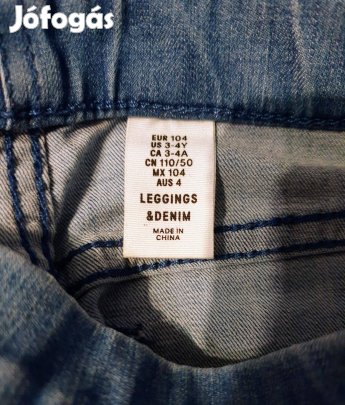 Jófogás
EUR 104
US 3-4Y
CA 3-4A
CN 110/50
MX 104
AUS 4
LEGGINGS
&DENIM
MADE IN
CHINA